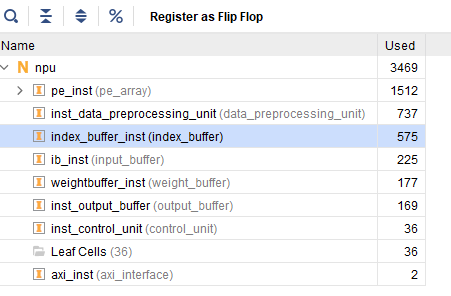 Register as Flip Flop
Name Used
npu 3469
pe_inst (pe_array) 1512
inst_data_preprocessing_unit (data_preprocessing_unit) 737
index_buffer_inst (index_buffer) 575
ib_inst (input_buffer) 225
weightbuffer_inst (weight_buffer) 177
inst_output_buffer (output_buffer) 169
inst_control_unit (control_unit) 36
Leaf Cells (36) 36
axi_inst (axi_interface) 2